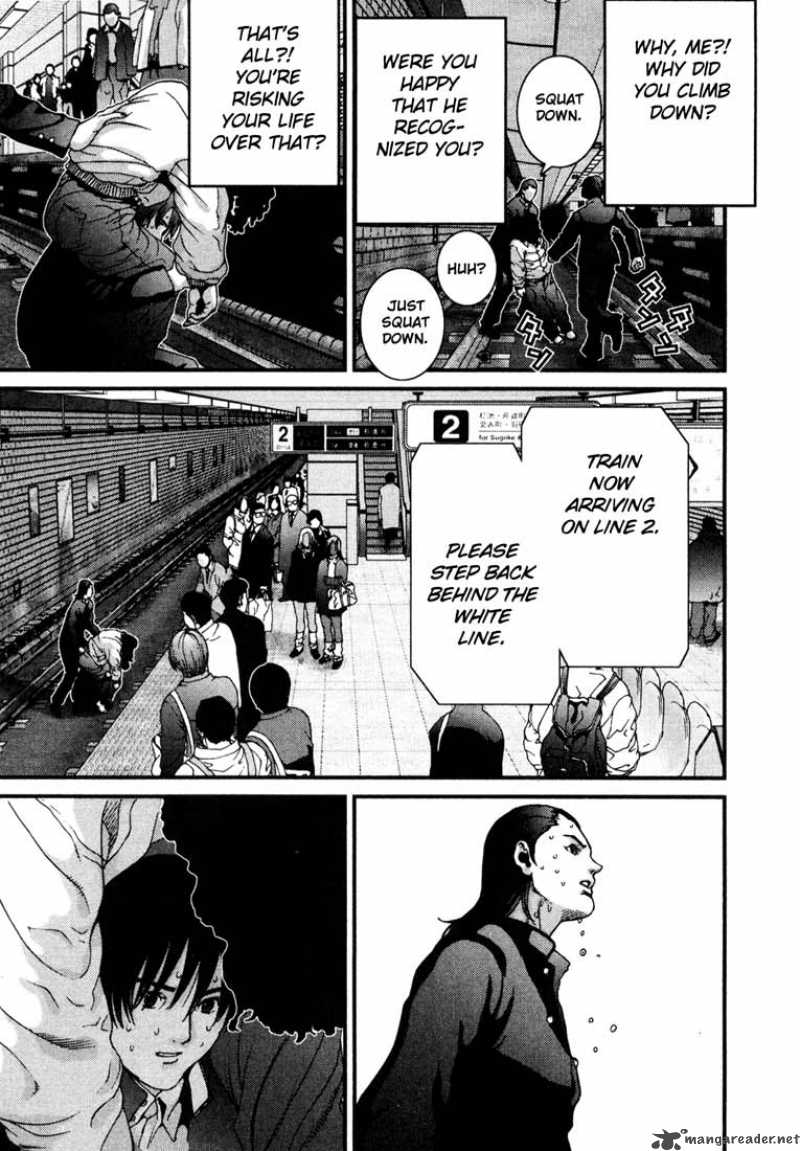 WHY, ME?!
WHY DID
YOU CLIMB
DOWN?
SQUAT
DOWN.
WERE YOU
HAPPY
THAT HE
RECOG-
NIZED YOU?
HUH?
JUST
SQUAT
DOWN.
THAT'S
ALL?!
YOU'RE
RISKING
YOUR LIFE
OVER THAT?
TRAIN
NOW
ARRIVING
ON LINE 2.
PLEASE
STEP BACK
BEHIND THE
WHITE
LINE.
2
2
for Sugrike
mangareader.net